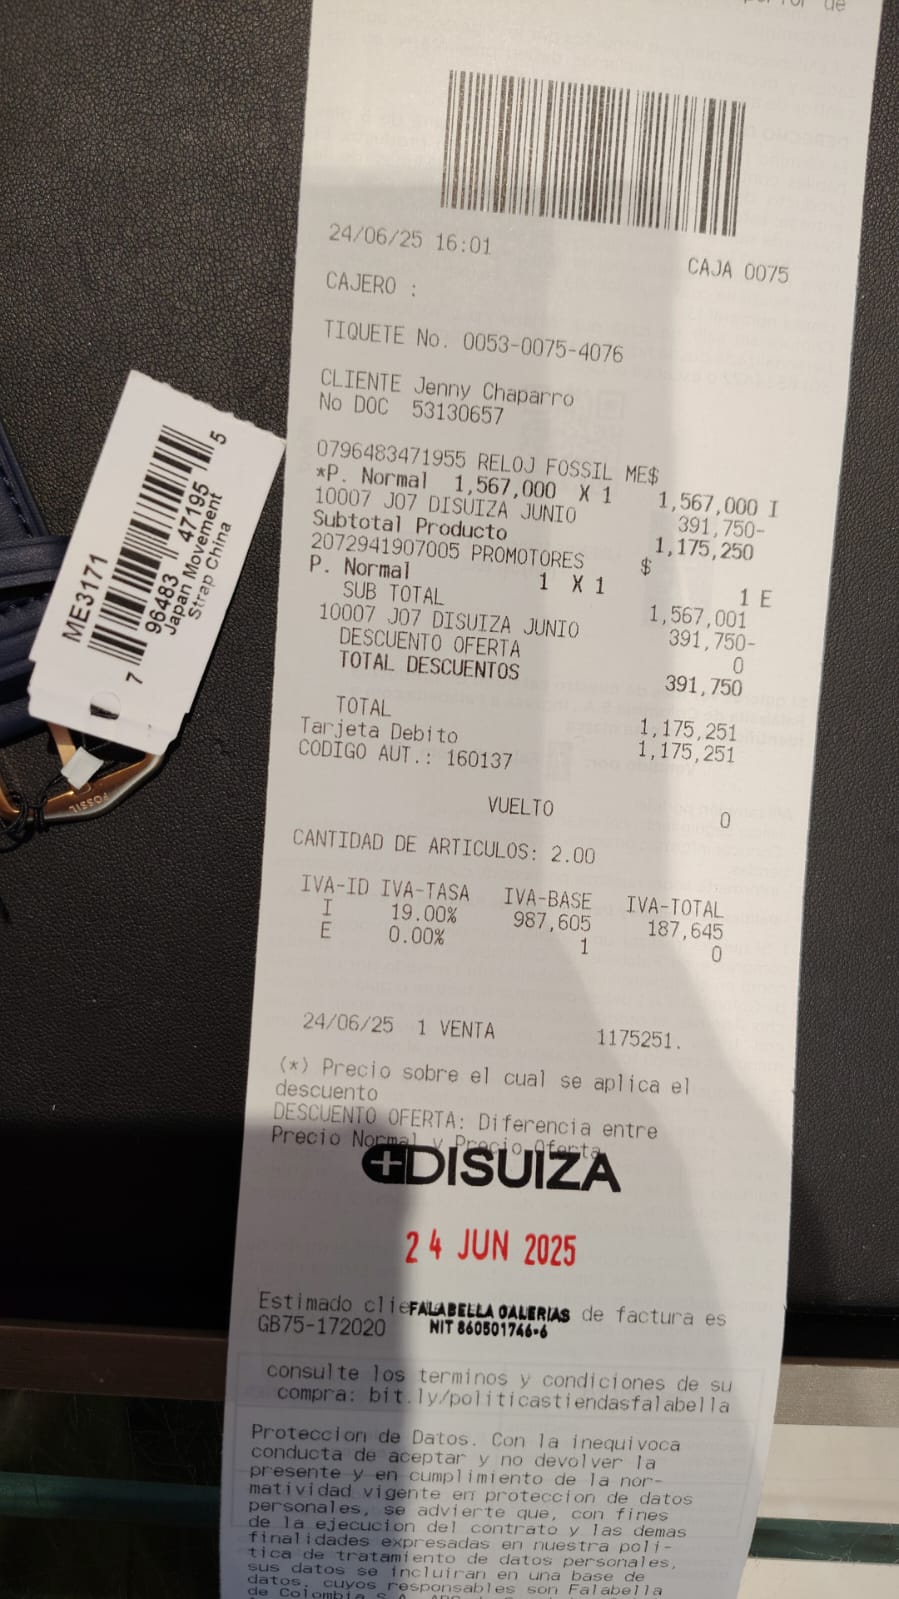 24/06/25 16:01
CAJA 0075
CAJERO :
TIQUETE No. 0053-0075-4076
CLIENTE Jenny Chaparro
No DOC 53130657
0796483471955 RELOJ FOSSIL ME$
*P. Normal 1,567,000 X 1 1,567,000 I
10007 J07 DISUIZA JUNIO 391,750-
Subtotal Producto 1,175,250
2072941907005 PROMOTORES $
P. Normal 1 X 1 1 E
SUB TOTAL 1,567,001
10007 J07 DISUIZA JUNIO 391,750-
DESCUENTO OFERTA 0
TOTAL DESCUENTOS 391,750
TOTAL 1,175,251
Tarjeta Debito 1,175,251
CODIGO AUT.: 160137
VUELTO 0
CANTIDAD DE ARTICULOS: 2.00
IVA-ID IVA-TASA IVA-BASE IVA-TOTAL
I 19.00% 987,605 187,645
E 0.00% 1 0
24/06/25 1 VENTA 1175251.
(*) Precio sobre el cual se aplica el
descuento
DESCUENTO OFERTA: Diferencia entre
Precio Normal y Precio Oferta
DISUIZA
24 JUN 2025
Estimado clie de factura es
FALABELLA GALERIAS
GB75-172020
NIT 860501746-6
consulte los terminos y condiciones de su
compra: bit.ly/politicastiendasfalabella
Proteccion de Datos. Con la inequivoca
conducta de aceptar y no devolver la
presente y en cumplimiento de la nor-
matividad vigente en proteccion de datos
personales, se advierte que, con fines
de la ejecucion del contrato y las demas
finalidades expresadas en nuestra poli-
tica de tratamiento de datos personales,
sus datos se incluiran en una base de
datos, cuyos responsables son Falabella
de Colombia S.A.
ME3171
7 96483 47195 5
Japan Movement
Strap China
FOSSIL